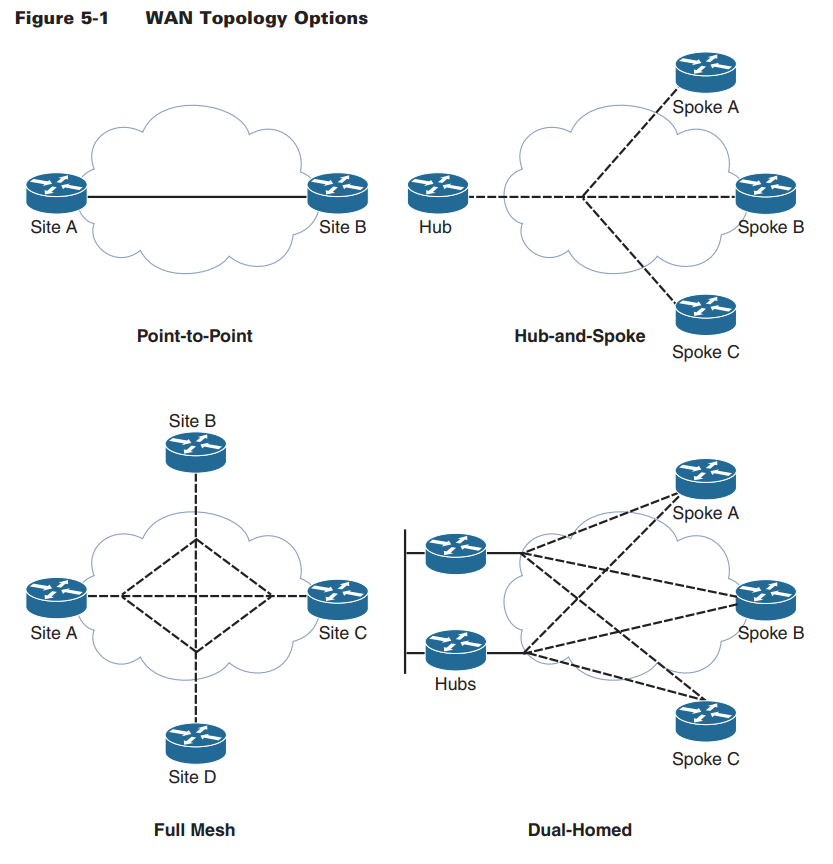 Figure 5-1 WAN Topology Options
Spoke A
Site A
Site B
Hub
Spoke B
Point-to-Point
Hub-and-Spoke
Spoke C
Site B
Spoke A
Site A
Site C
Spoke B
Hubs
Site D
Spoke C
Full Mesh
Dual-Homed